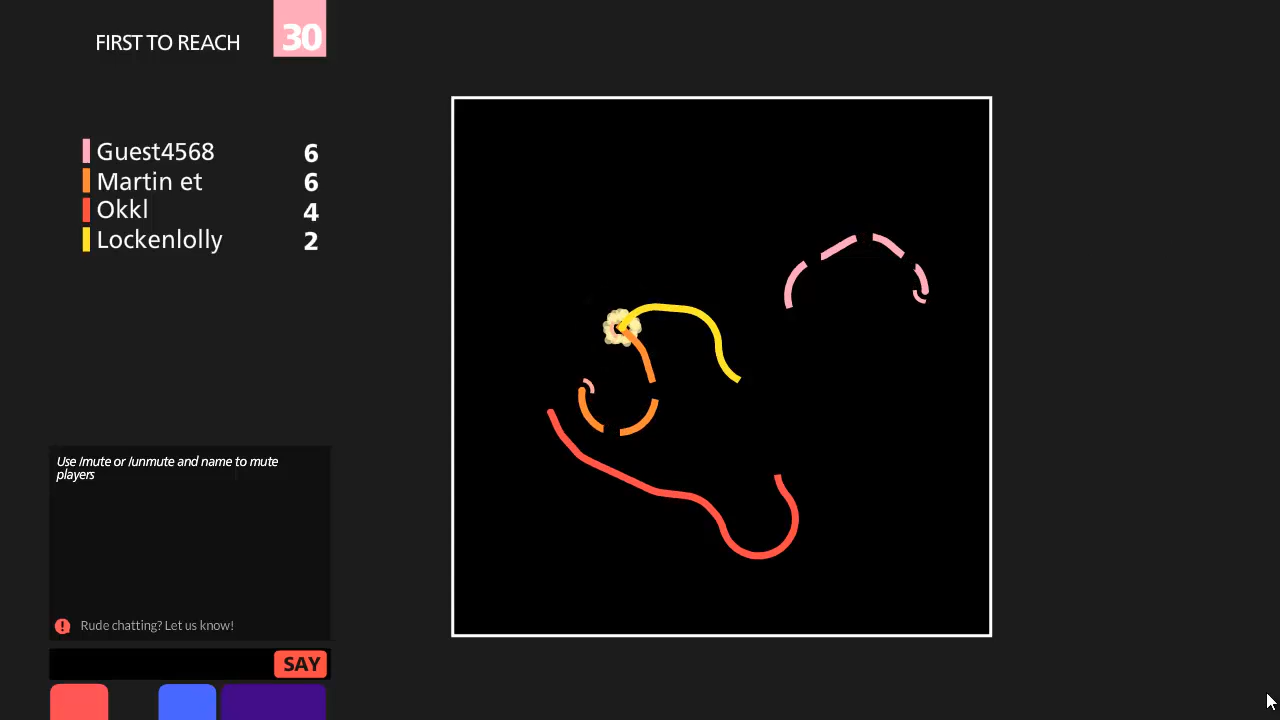 FIRST TO REACH 30
Guest4568 6
Martin et 6
Okkl 4
Lockenlolly 2
Use /mute or /unmute and name to mute
players
Rude chatting? Let us know!
SAY